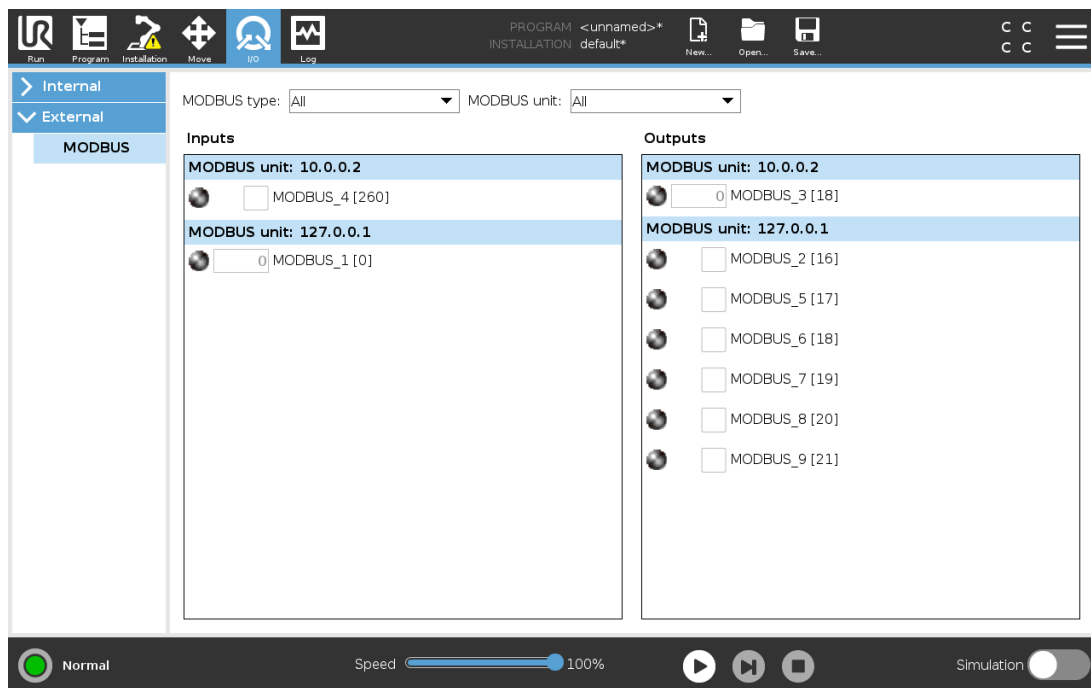 PROGRAM <unnamed>*
INSTALLATION default*
C C
C C
UR
Run Program Installation Move I/O Log New... Open... Save...
Internal
External
MODBUS
MODBUS type: All MODBUS unit: All
Inputs
MODBUS unit: 10.0.0.2
MODBUS_4 [260]
MODBUS unit: 127.0.0.1
0 MODBUS_1 [0]
Outputs
MODBUS unit: 10.0.0.2
0 MODBUS_3 [18]
MODBUS unit: 127.0.0.1
MODBUS_2 [16]
MODBUS_5 [17]
MODBUS_6 [18]
MODBUS_7 [19]
MODBUS_8 [20]
MODBUS_9 [21]
Normal Speed 100% Simulation